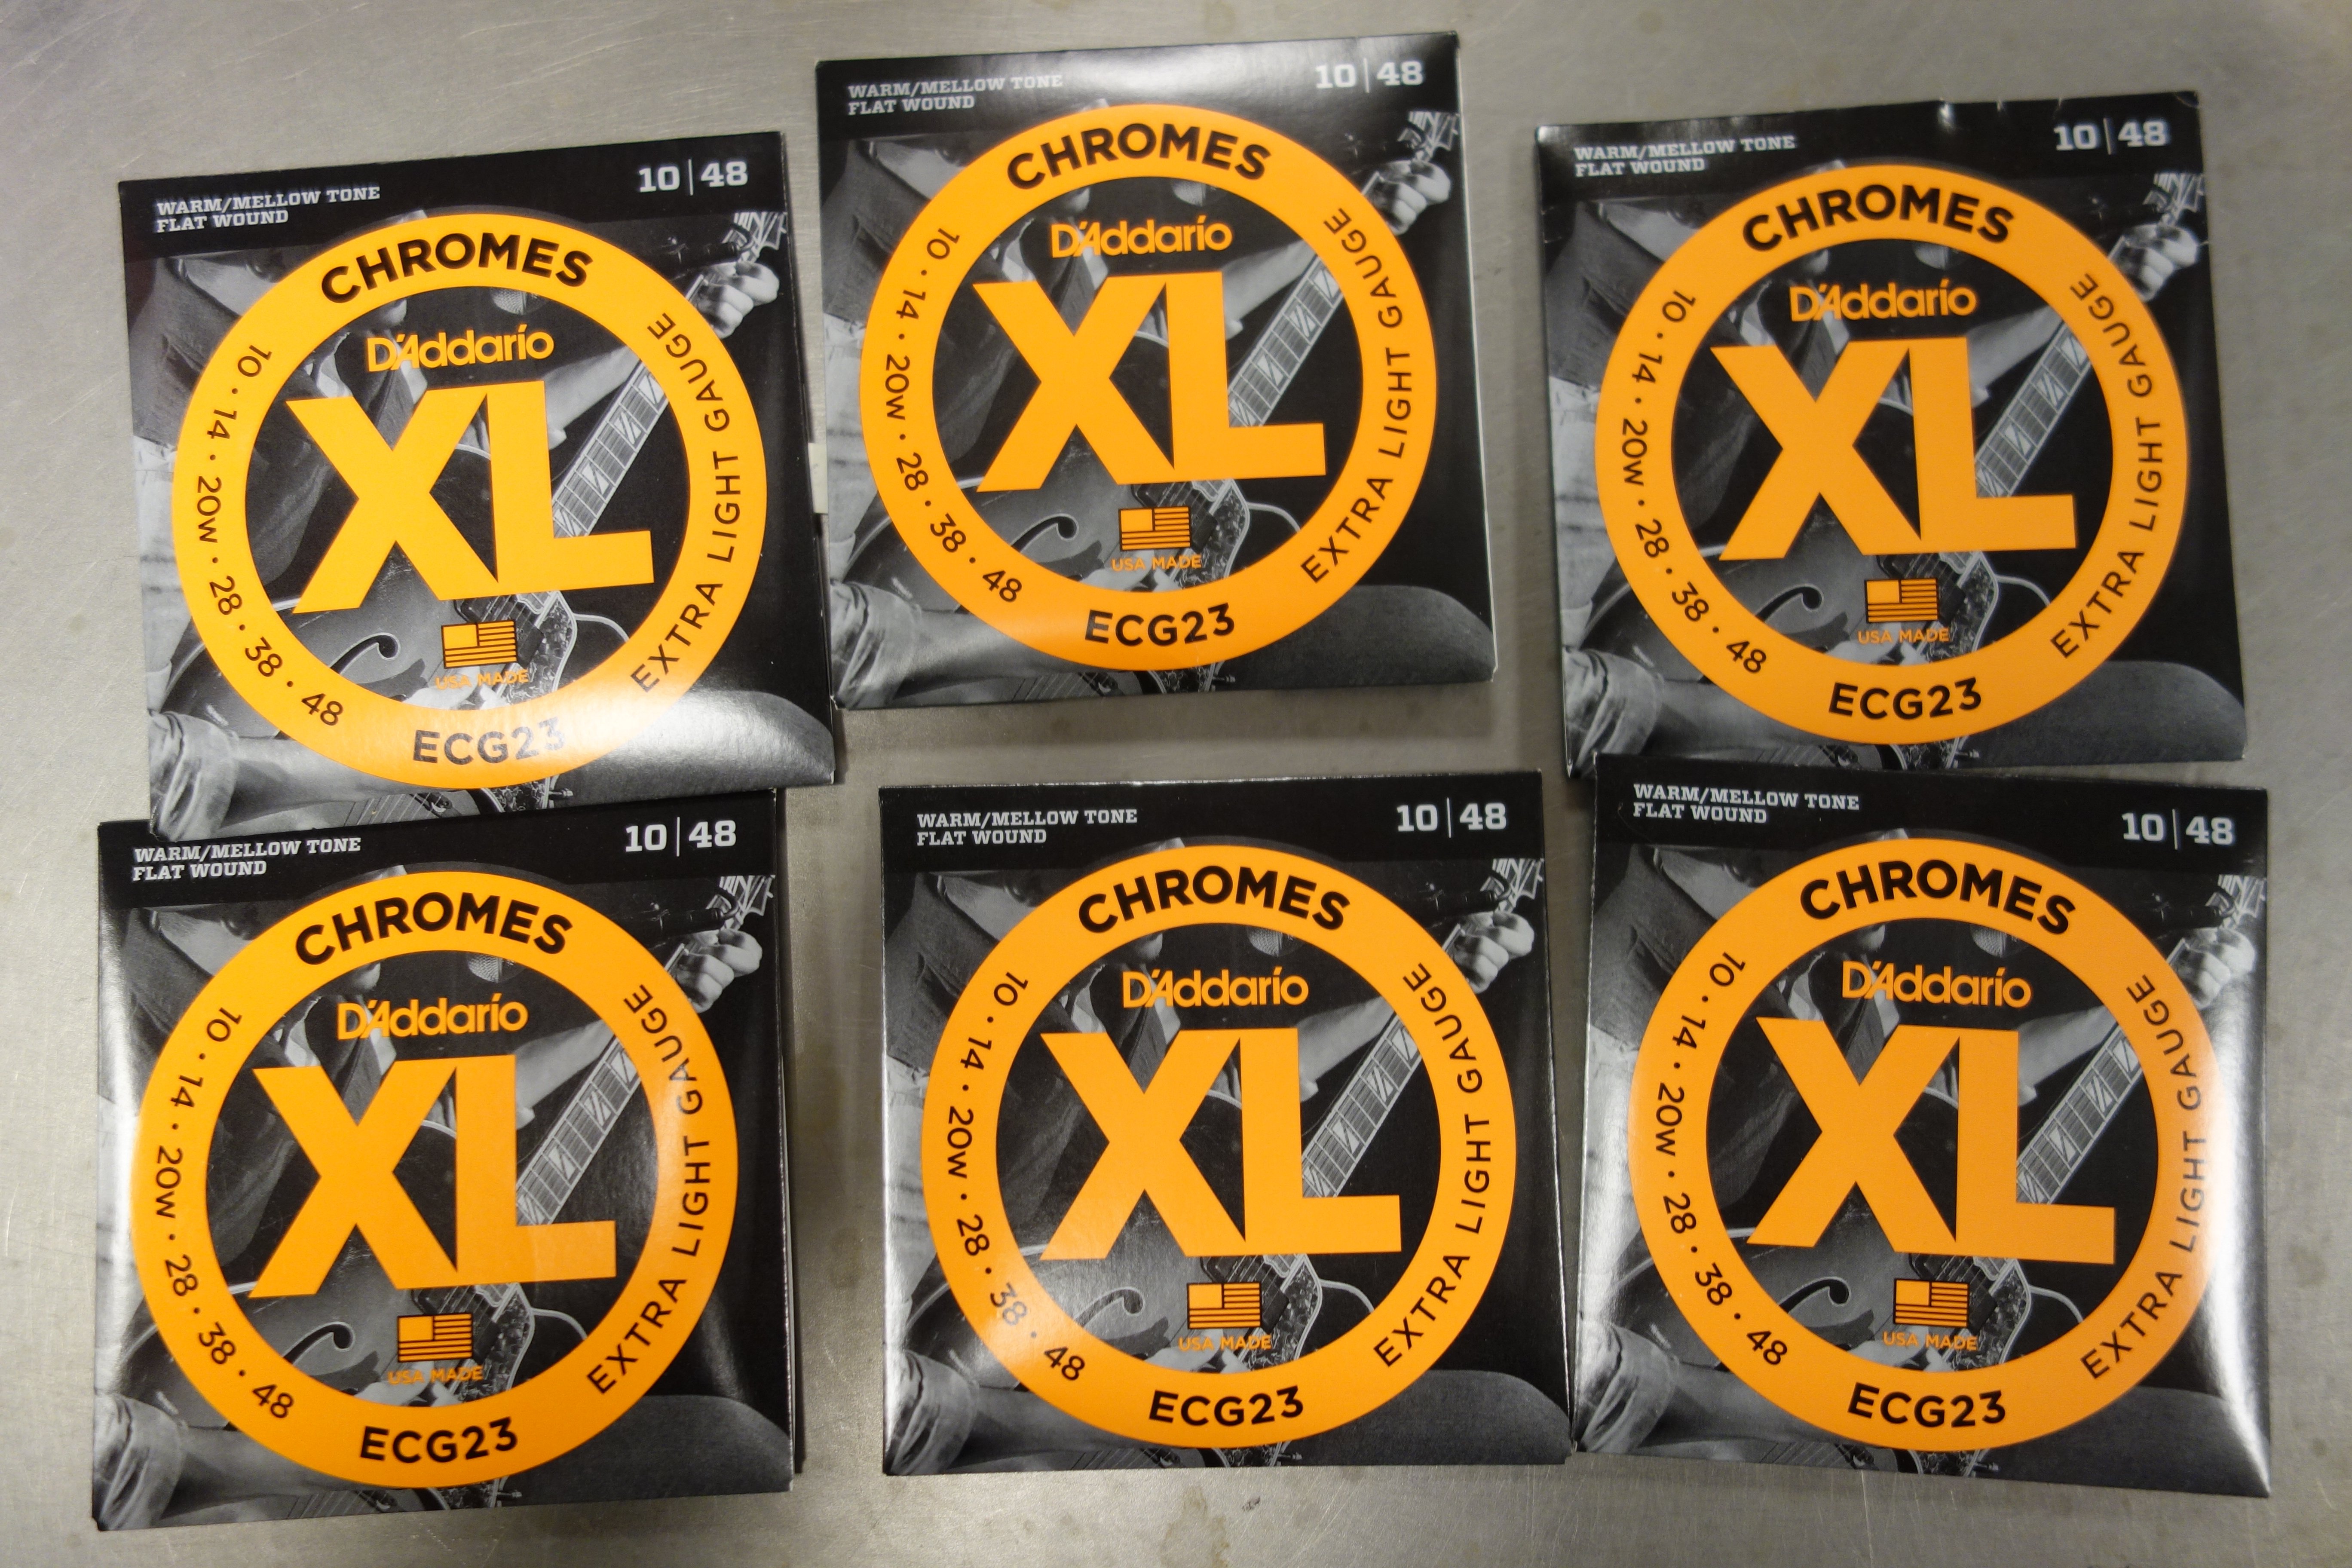 WARM/MELLOW TONE
FLAT WOUND
10|48
CHROMES
D'Addarío
XL
10 · 14 · 20w · 28 · 38 · 48
EXTRA LIGHT GAUGE
USA MADE
ECG23
WARM/MELLOW TONE
FLAT WOUND
10|48
CHROMES
D'Addarío
XL
10 · 14 · 20w · 28 · 38 · 48
EXTRA LIGHT GAUGE
USA MADE
ECG23
WARM/MELLOW TONE
FLAT WOUND
10|48
CHROMES
D'Addarío
XL
10 · 14 · 20w · 28 · 38 · 48
EXTRA LIGHT GAUGE
USA MADE
ECG23
WARM/MELLOW TONE
FLAT WOUND
10|48
CHROMES
D'Addarío
XL
10 · 14 · 20w · 28 · 38 · 48
EXTRA LIGHT GAUGE
USA MADE
ECG23
WARM/MELLOW TONE
FLAT WOUND
10|48
CHROMES
D'Addarío
XL
10 · 14 · 20w · 28 · 38 · 48
EXTRA LIGHT GAUGE
USA MADE
ECG23
WARM/MELLOW TONE
FLAT WOUND
10|48
CHROMES
D'Addarío
XL
10 · 14 · 20w · 28 · 38 · 48
EXTRA LIGHT GAUGE
USA MADE
ECG23